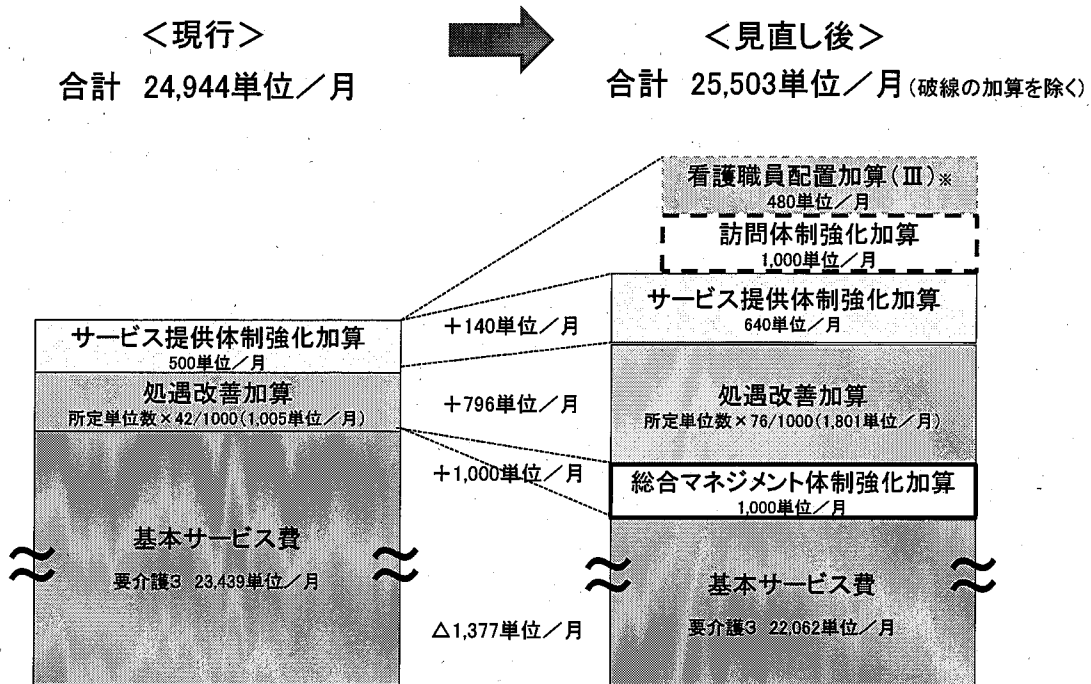 ＜現行＞
合計 24,944単位／月
＜見直し後＞
合計 25,503単位／月(破線の加算を除く)
看護職員配置加算(Ⅲ)※
480単位／月
訪問体制強化加算
1,000単位／月
サービス提供体制強化加算
500単位／月
処遇改善加算
所定単位数×42/1000(1,005単位／月)
基本サービス費
要介護3 23,439単位／月
＋140単位／月
＋796単位／月
＋1,000単位／月
△1,377単位／月
サービス提供体制強化加算
640単位／月
処遇改善加算
所定単位数×76/1000(1,801単位／月)
総合マネジメント体制強化加算
1,000単位／月
基本サービス費
要介護3 22,062単位／月